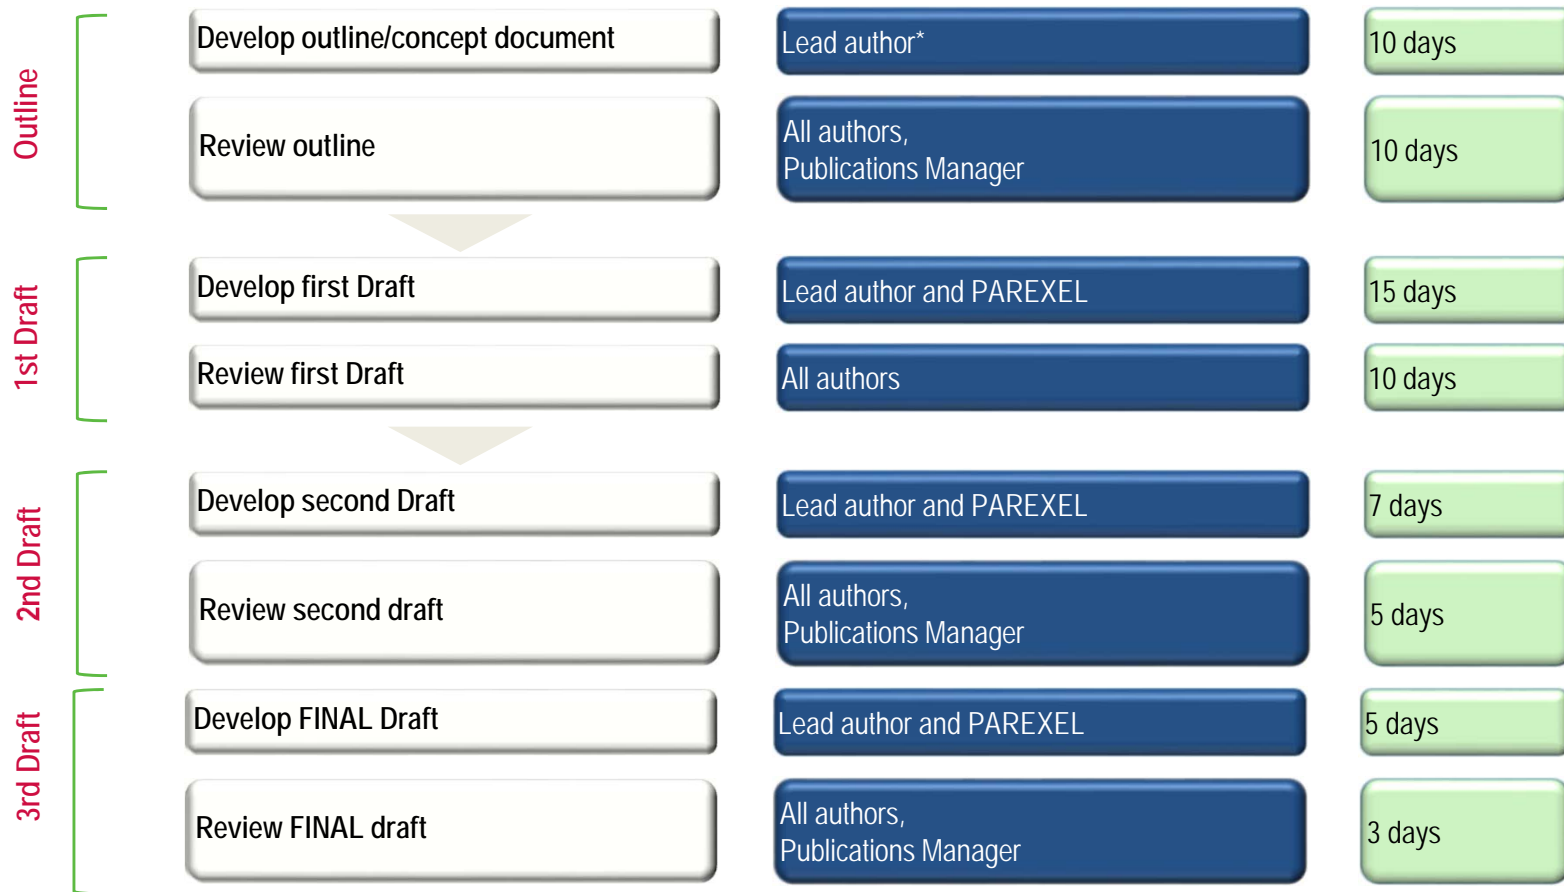 Outline
Develop outline/concept document
Lead author*
10 days
Review outline
All authors,
Publications Manager
10 days
1st Draft
Develop first Draft
Lead author and PAREXEL
15 days
Review first Draft
All authors
10 days
2nd Draft
Develop second Draft
Lead author and PAREXEL
7 days
Review second draft
All authors,
Publications Manager
5 days
3rd Draft
Develop FINAL Draft
Lead author and PAREXEL
5 days
Review FINAL draft
All authors,
Publications Manager
3 days